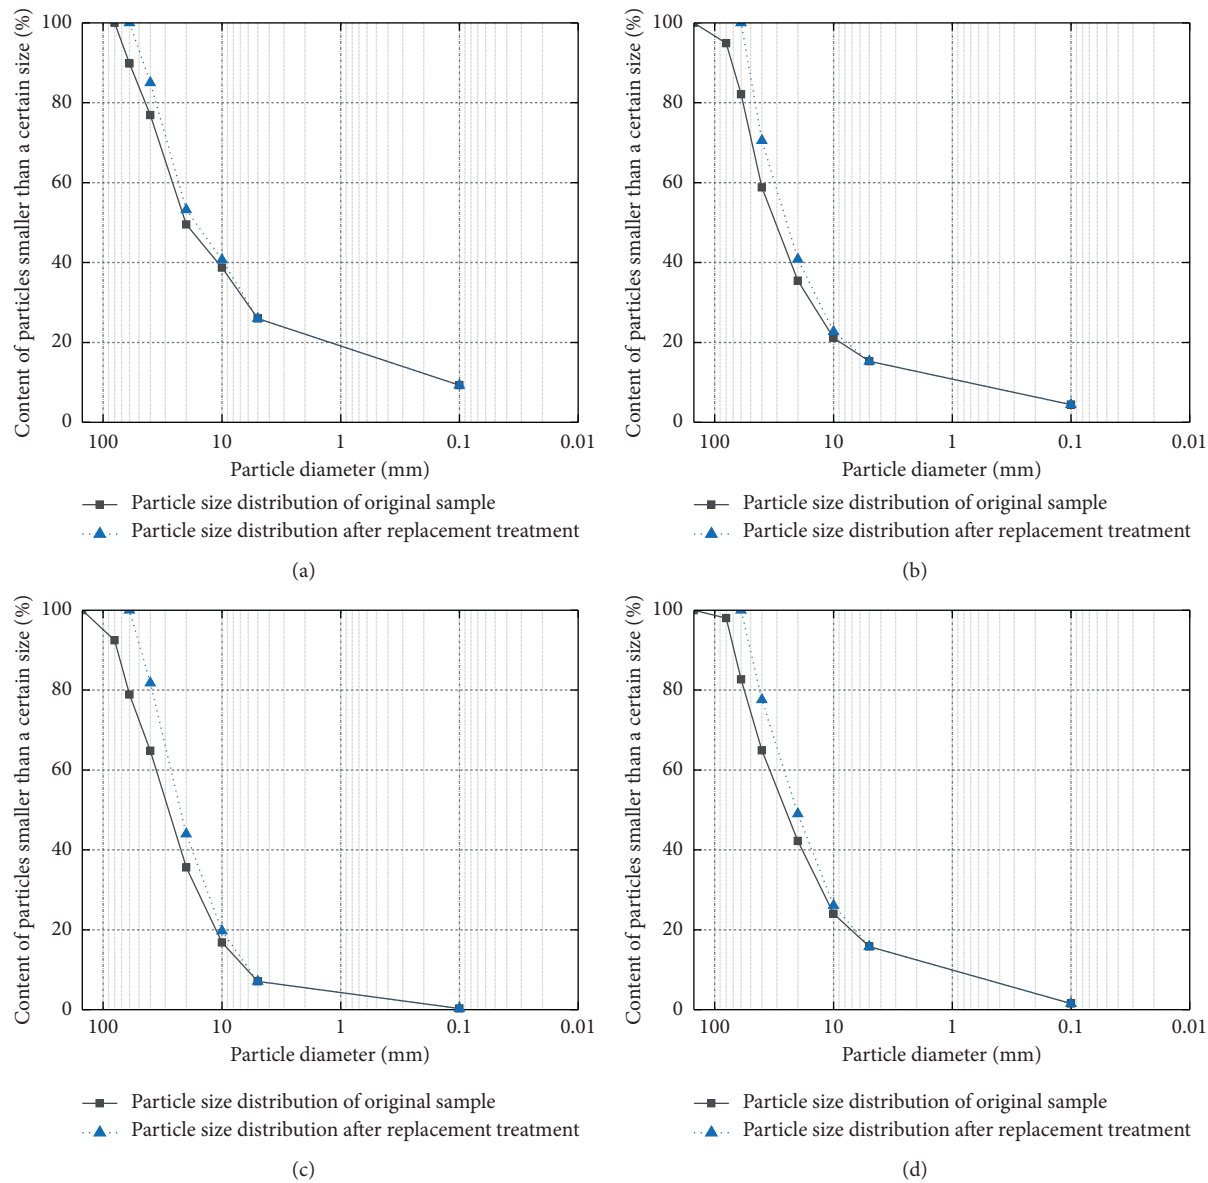 Content of particles smaller than a certain size (%)
100
80
60
40
20
0
100
10
1
0.1
0.01
Particle diameter (mm)
Particle size distribution of original sample
Particle size distribution after replacement treatment
(a)
Content of particles smaller than a certain size (%)
100
80
60
40
20
0
100
10
1
0.1
0.01
Particle diameter (mm)
Particle size distribution of original sample
Particle size distribution after replacement treatment
(b)
Content of particles smaller than a certain size (%)
100
80
60
40
20
0
100
10
1
0.1
0.01
Particle diameter (mm)
Particle size distribution of original sample
Particle size distribution after replacement treatment
(c)
Content of particles smaller than a certain size (%)
100
80
60
40
20
0
100
10
1
0.1
0.01
Particle diameter (mm)
Particle size distribution of original sample
Particle size distribution after replacement treatment
(d)